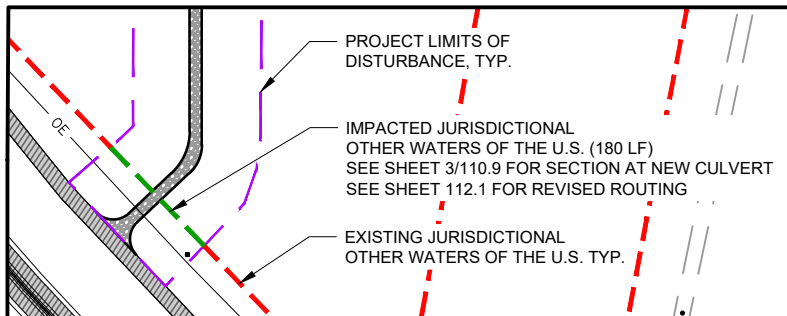 PROJECT LIMITS OF
DISTURBANCE, TYP.
OE
IMPACTED JURISDICTIONAL
OTHER WATERS OF THE U.S. (180 LF)
SEE SHEET 3/110.9 FOR SECTION AT NEW CULVERT
SEE SHEET 112.1 FOR REVISED ROUTING
EXISTING JURISDICTIONAL
OTHER WATERS OF THE U.S. TYP.